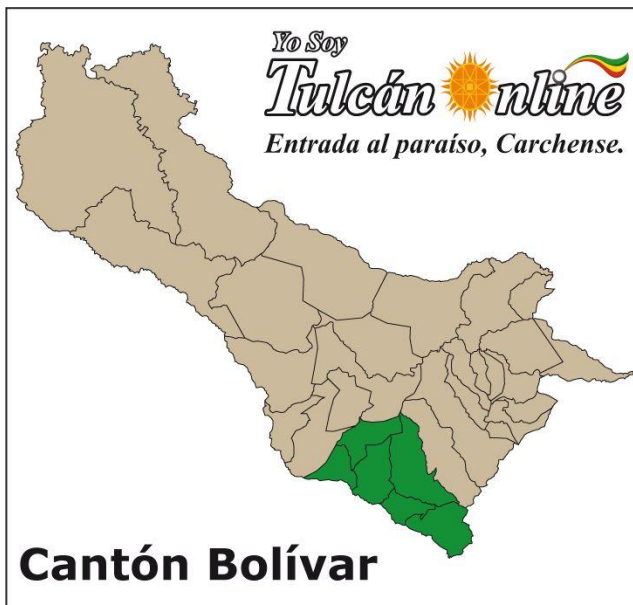 Yo Soy
Tulcán Online
Entrada al paraíso, Carchense.
Cantón Bolívar